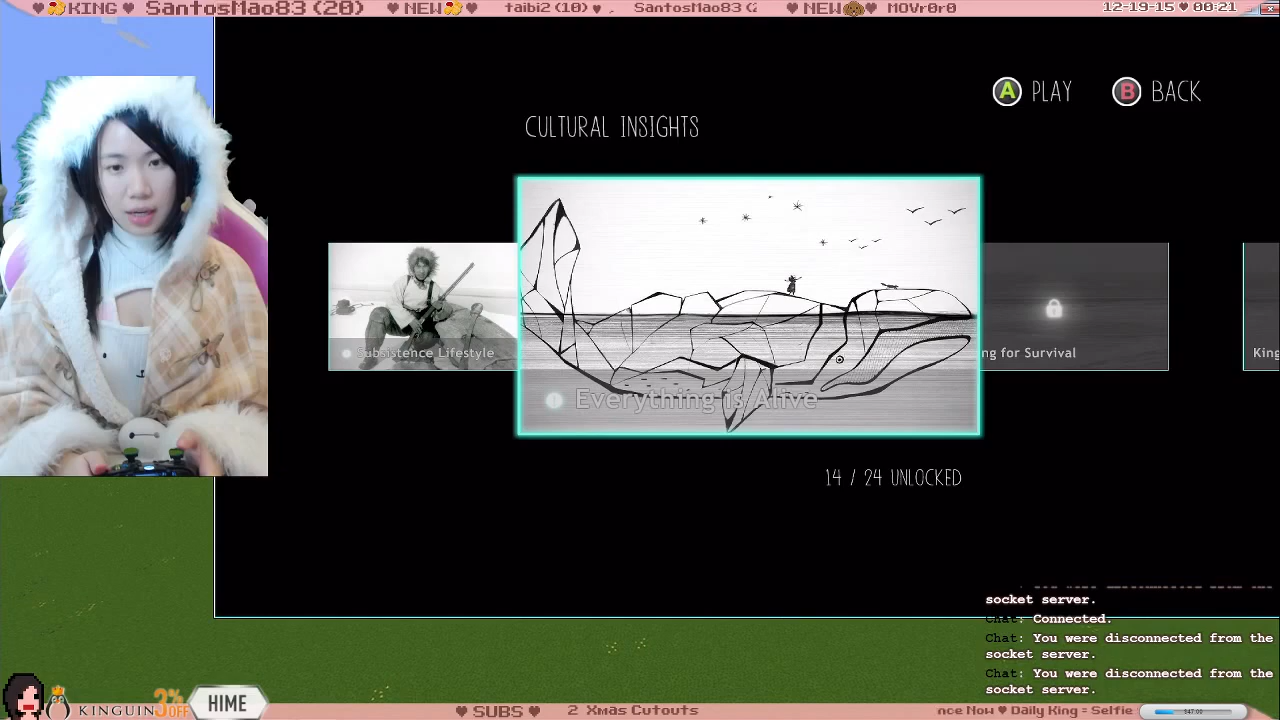 ♥ KING ♥ SantosMao83 (20) ♥ NEW ♥ taibi2 (10) ♥ . SantosMao83 (2 ♥ NEW ♥ M0Vr0r0 12-19-15 ♥ 00:21
A PLAY B BACK
CULTURAL INSIGHTS
Subsistence Lifestyle
Everything is Alive
ng for Survival
King
14 / 24 UNLOCKED
socket server.
Chat: Connected.
Chat: You were disconnected from the
socket server.
Chat: You were disconnected from the
socket server.
KINGUIN 3% OFF HIME
♥ SUBS ♥ 2 Xmas Cutouts nce Now ♥ Daily King = Selfie